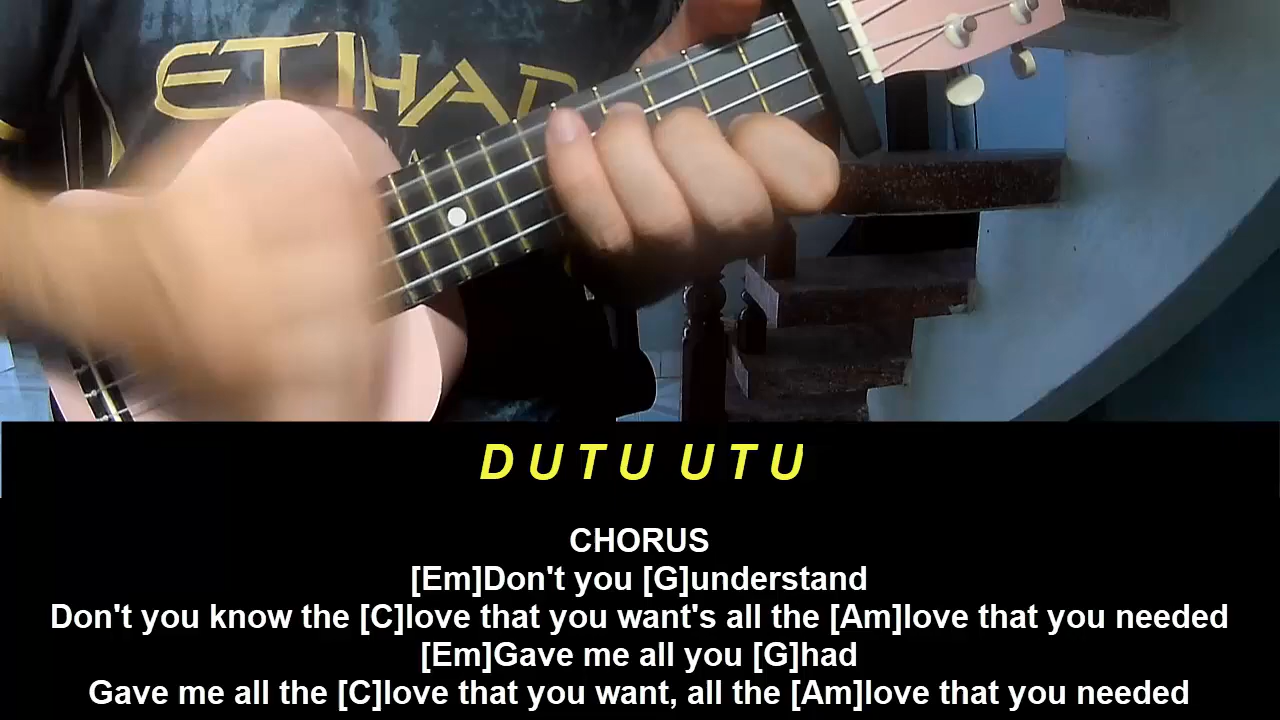 ETIHAD
D U T U U T U
CHORUS
[Em]Don't you [G]understand
Don't you know the [C]love that you want's all the [Am]love that you needed
[Em]Gave me all you [G]had
Gave me all the [C]love that you want, all the [Am]love that you needed